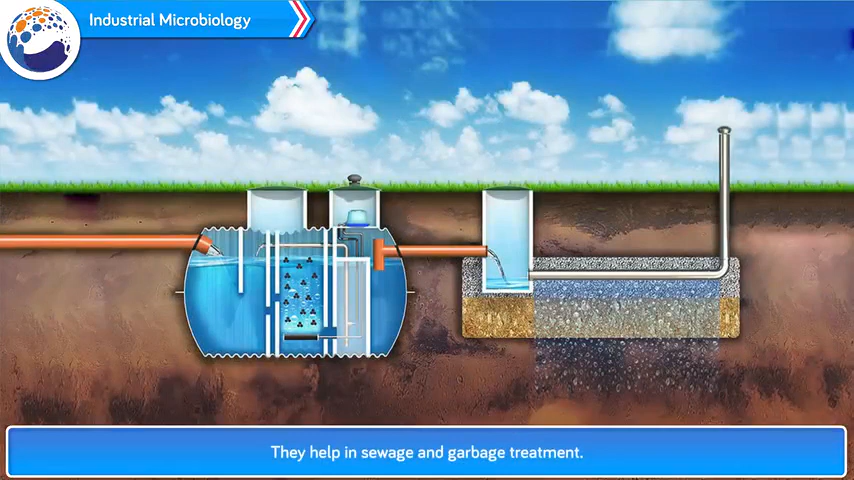 Industrial Microbiology
They help in sewage and garbage treatment.